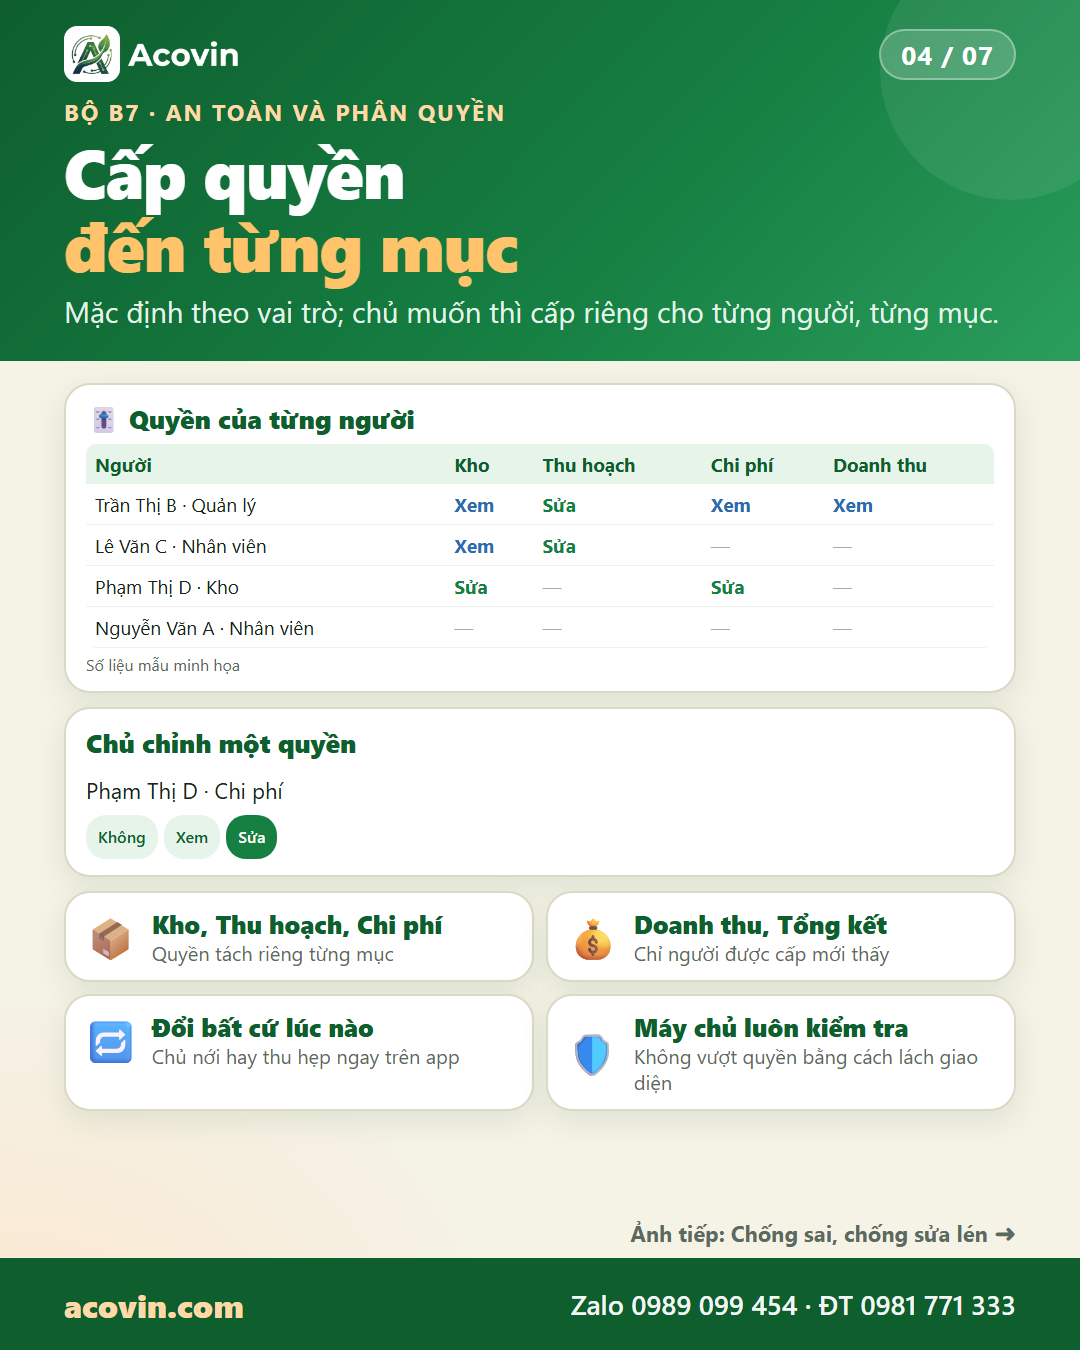 Acovin
04 / 07
BỘ B7 · AN TOÀN VÀ PHÂN QUYỀN
Cấp quyền
đến từng mục
Mặc định theo vai trò; chủ muốn thì cấp riêng cho từng người, từng mục.
Quyền của từng người
Người Kho Thu hoạch Chi phí Doanh thu
Trần Thị B · Quản lý Xem Sửa Xem Xem
Lê Văn C · Nhân viên Xem Sửa — —
Phạm Thị D · Kho Sửa — Sửa —
Nguyễn Văn A · Nhân viên — — — —
Số liệu mẫu minh họa
Chủ chỉnh một quyền
Phạm Thị D · Chi phí
Không Xem Sửa
Kho, Thu hoạch, Chi phí
Quyền tách riêng từng mục
Doanh thu, Tổng kết
Chỉ người được cấp mới thấy
Đổi bất cứ lúc nào
Chủ nới hay thu hẹp ngay trên app
Máy chủ luôn kiểm tra
Không vượt quyền bằng cách lách giao
diện
Ảnh tiếp: Chống sai, chống sửa lén ➜
acovin.com
Zalo 0989 099 454 · ĐT 0981 771 333